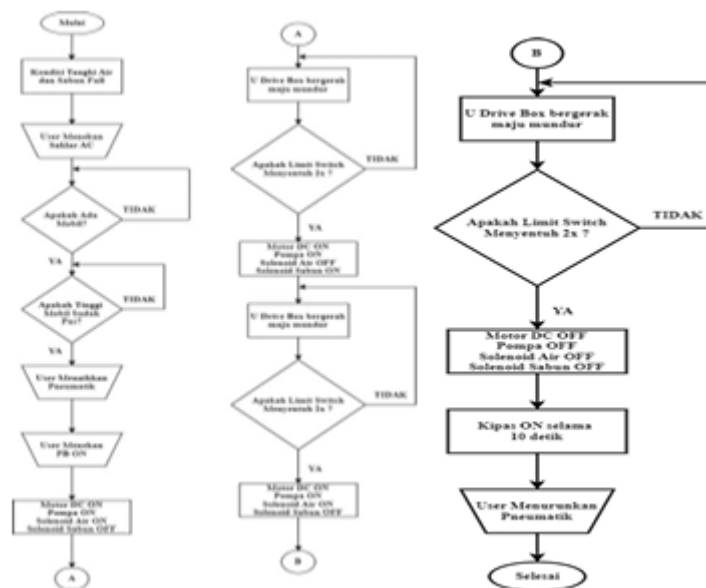 Mulai
Kondisi Tangki Air
dan Sabun Full
User Menekan
Saklar AC
Apakah Ada
Mobil?
TIDAK
YA
Apakah Tinggi
Mobil Sudah
Pas?
TIDAK
YA
User Menaikkan
Pneumatik
User Menekan
PB ON
Motor DC ON
Pompa ON
Solenoid Air ON
Solenoid Sabun OFF
A
A
U Drive Box bergerak
maju mundur
Apakah Limit Switch
Menyentuh 2x ?
TIDAK
YA
Motor DC ON
Pompa ON
Solenoid Air OFF
Solenoid Sabun ON
U Drive Box bergerak
maju mundur
Apakah Limit Switch
Menyentuh 2x ?
TIDAK
YA
Motor DC ON
Pompa ON
Solenoid Air ON
Solenoid Sabun OFF
B
B
U Drive Box bergerak
maju mundur
Apakah Limit Switch
Menyentuh 2x ?
TIDAK
YA
Motor DC OFF
Pompa OFF
Solenoid Air OFF
Solenoid Sabun OFF
Kipas ON selama
10 detik
User Menurunkan
Pneumatik
Selesai